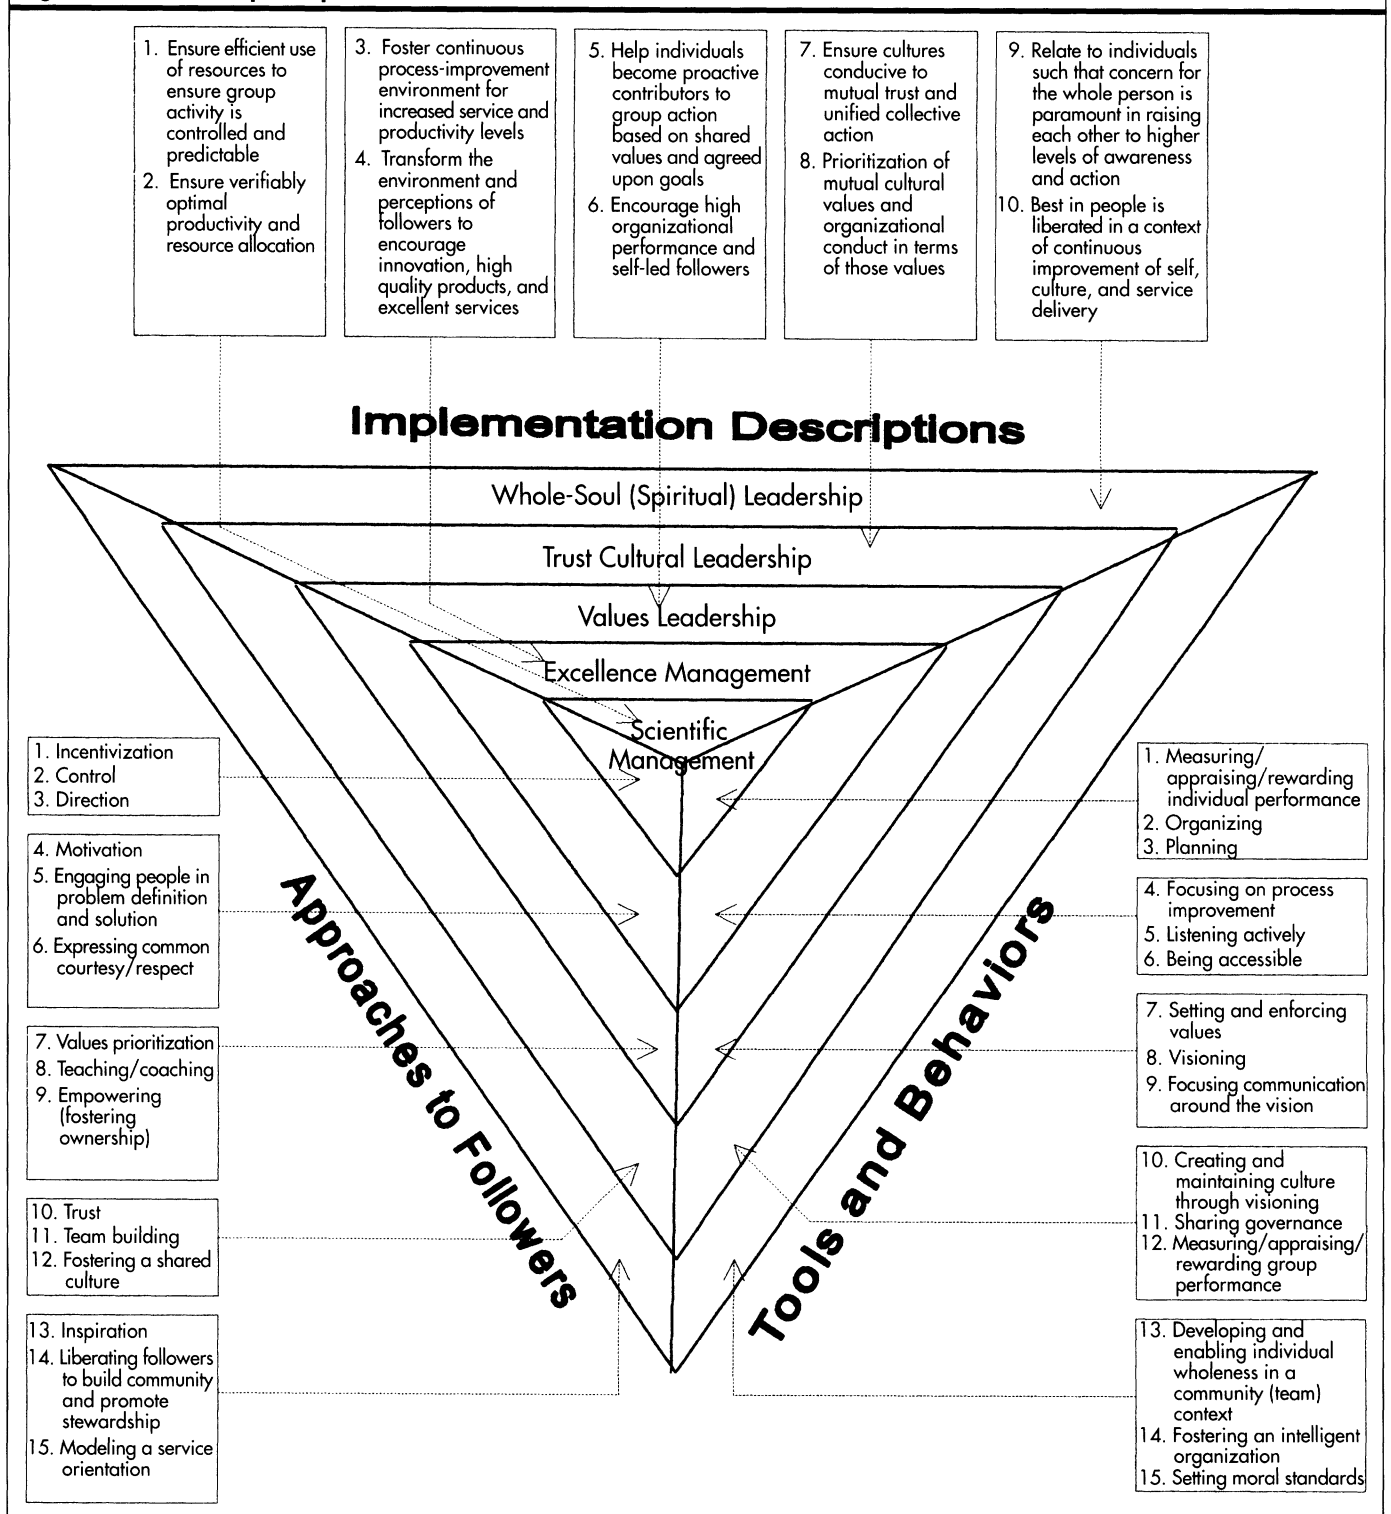 1. Ensure efficient use
of resources to
ensure group
activity is
controlled and
predictable
2. Ensure verifiably
optimal
productivity and
resource allocation
3. Foster continuous
process-improvement
environment for
increased service and
productivity levels
4. Transform the
environment and
perceptions of
followers to
encourage
innovation, high
quality products, and
excellent services
5. Help individuals
become proactive
contributors to
group action
based on shared
values and agreed
upon goals
6. Encourage high
organizational
performance and
self-led followers
7. Ensure cultures
conducive to
mutual trust and
unified collective
action
8. Prioritization of
mutual cultural
values and
organizational
conduct in terms
of those values
9. Relate to individuals
such that concern for
the whole person is
paramount in raising
each other to higher
levels of awareness
and action
10. Best in people is
liberated in a context
of continuous
improvement of self,
culture, and service
delivery
Implementation Descriptions
Whole-Soul (Spiritual) Leadership
Trust Cultural Leadership
Values Leadership
Excellence Management
Scientific
Management
1. Incentivization
2. Control
3. Direction
4. Motivation
5. Engaging people in
problem definition
and solution
6. Expressing common
courtesy/respect
7. Values prioritization
8. Teaching/coaching
9. Empowering
(fostering
ownership)
10. Trust
11. Team building
12. Fostering a shared
culture
13. Inspiration
14. Liberating followers
to build community
and promote
stewardship
15. Modeling a service
orientation
Approaches to Followers
Tools and Behaviors
1. Measuring/
appraising/rewarding
individual performance
2. Organizing
3. Planning
4. Focusing on process
improvement
5. Listening actively
6. Being accessible
7. Setting and enforcing
values
8. Visioning
9. Focusing communication
around the vision
10. Creating and
maintaining culture
through visioning
11. Sharing governance
12. Measuring/appraising/
rewarding group
performance
13. Developing and
enabling individual
wholeness in a
community (team)
context
14. Fostering an intelligent
organization
15. Setting moral standards